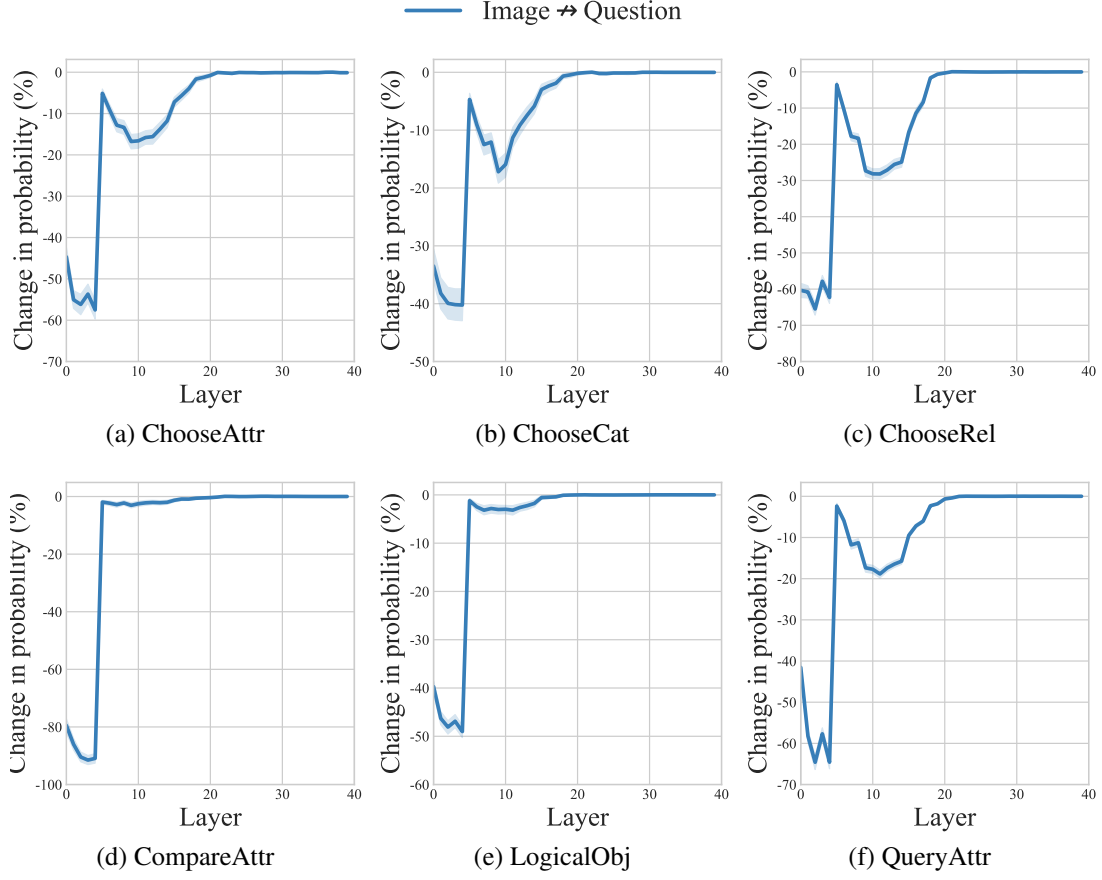 Image ↛ Question
Change in probability (%)
0
-10
-20
-30
-40
-50
-60
-70
0 10 20 30 40
Layer
(a) ChooseAttr
Change in probability (%)
0
-10
-20
-30
-40
-50
0 10 20 30 40
Layer
(b) ChooseCat
Change in probability (%)
0
-10
-20
-30
-40
-50
-60
-70
-80
0 10 20 30 40
Layer
(c) ChooseRel
Change in probability (%)
0
-20
-40
-60
-80
-100
0 10 20 30 40
Layer
(d) CompareAttr
Change in probability (%)
0
-10
-20
-30
-40
-50
-60
0 10 20 30 40
Layer
(e) LogicalObj
Change in probability (%)
0
-10
-20
-30
-40
-50
-60
-70
0 10 20 30 40
Layer
(f) QueryAttr